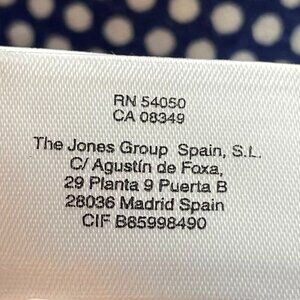 RN 54050
CA 08349
The Jones Group Spain, S.L.
C/ Agustín de Foxa,
29 Planta 9 Puerta B
28036 Madrid Spain
CIF B85998490